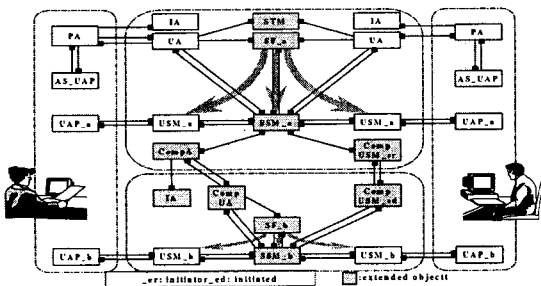 IA STM IA
PA UA SF_a UA PA
AS_UAP AS_UAP
UAP_a USM_a SSM_a USM_a UAP_a
CompA Comp USM_er
IA Comp UA Comp USM_ed
SF_b
UAP_b USM_b SSM_b USM_b UAP_b
_er: initiator_ed: initiated :extended objectt